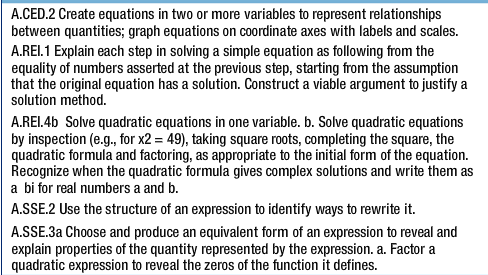 A.CED.2 Create equations in two or more variables to represent relationships
between quantities; graph equations on coordinate axes with labels and scales.
A.REI.1 Explain each step in solving a simple equation as following from the
equality of numbers asserted at the previous step, starting from the assumption
that the original equation has a solution. Construct a viable argument to justify a
solution method.
A.REI.4b Solve quadratic equations in one variable. b. Solve quadratic equations
by inspection (e.g., for x2 = 49), taking square roots, completing the square, the
quadratic formula and factoring, as appropriate to the initial form of the equation.
Recognize when the quadratic formula gives complex solutions and write them as
a bi for real numbers a and b.
A.SSE.2 Use the structure of an expression to identify ways to rewrite it.
A.SSE.3a Choose and produce an equivalent form of an expression to reveal and
explain properties of the quantity represented by the expression. a. Factor a
quadratic expression to reveal the zeros of the function it defines.